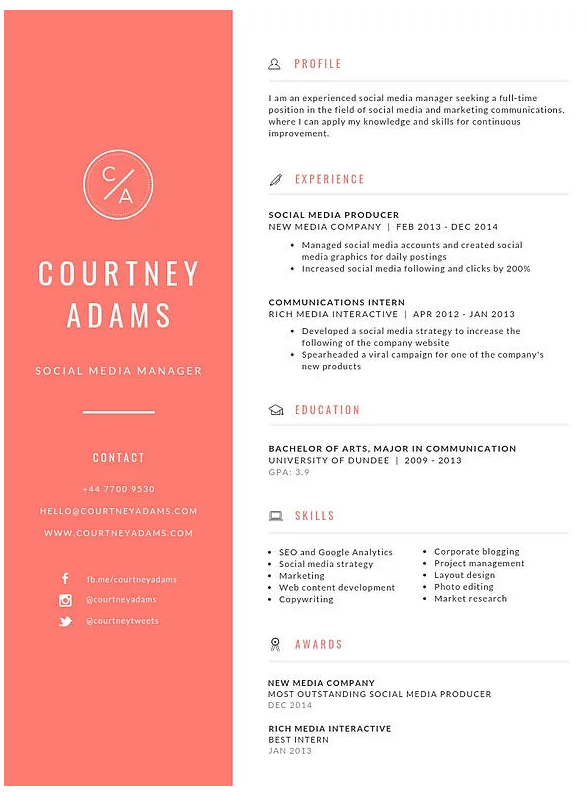 C/A
COURTNEY
ADAMS
SOCIAL MEDIA MANAGER
CONTACT
+44 7700 9530
HELLO@COURTNEYADAMS.COM
WWW.COURTNEYADAMS.COM
fb.me/courtneyadams
@courtneyadams
@courtneytweets
PROFILE
I am an experienced social media manager seeking a full-time
position in the field of social media and marketing communications,
where I can apply my knowledge and skills for continuous
improvement.
EXPERIENCE
SOCIAL MEDIA PRODUCER
NEW MEDIA COMPANY | FEB 2013 - DEC 2014
• Managed social media accounts and created social
media graphics for daily postings
• Increased social media following and clicks by 200%
COMMUNICATIONS INTERN
RICH MEDIA INTERACTIVE | APR 2012 - JAN 2013
• Developed a social media strategy to increase the
following of the company website
• Spearheaded a viral campaign for one of the company's
new products
EDUCATION
BACHELOR OF ARTS, MAJOR IN COMMUNICATION
UNIVERSITY OF DUNDEE | 2009 - 2013
GPA: 3.9
SKILLS
• SEO and Google Analytics
• Social media strategy
• Marketing
• Web content development
• Copywriting
• Corporate blogging
• Project management
• Layout design
• Photo editing
• Market research
AWARDS
NEW MEDIA COMPANY
MOST OUTSTANDING SOCIAL MEDIA PRODUCER
DEC 2014
RICH MEDIA INTERACTIVE
BEST INTERN
JAN 2013